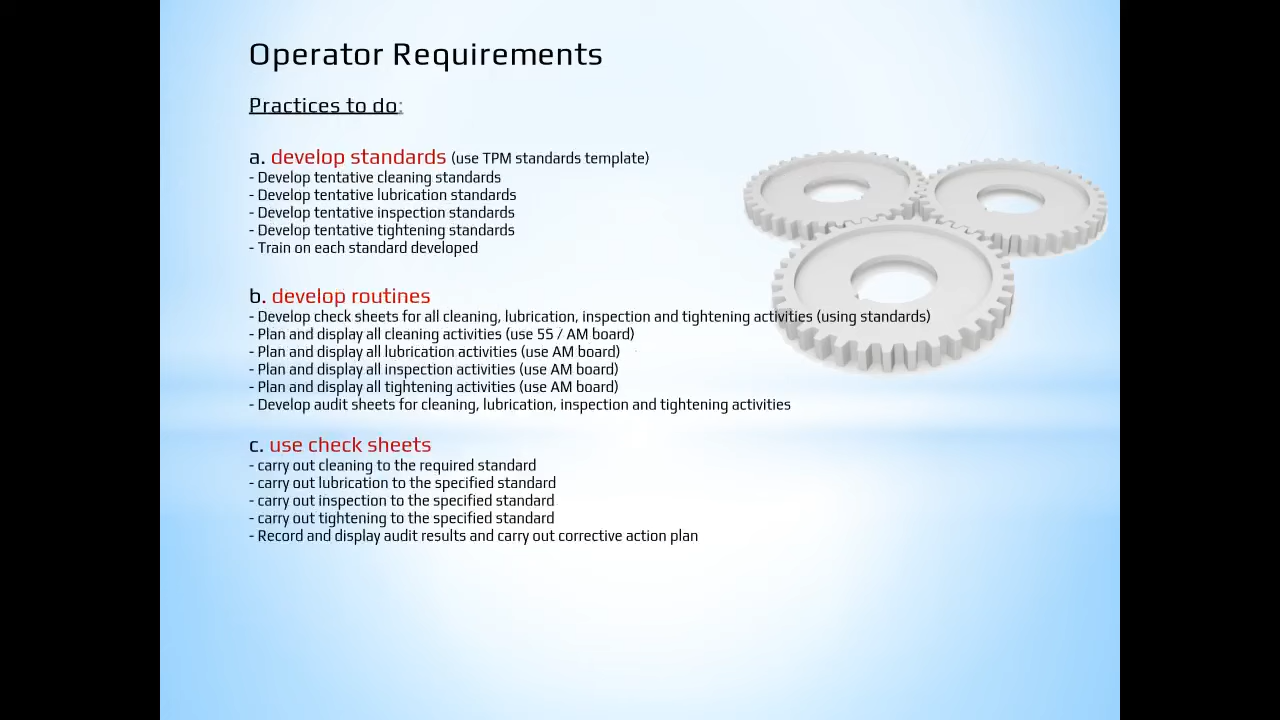 Operator Requirements
Practices to do:
a. develop standards (use TPM standards template)
- Develop tentative cleaning standards
- Develop tentative lubrication standards
- Develop tentative inspection standards
- Develop tentative tightening standards
- Train on each standard developed
b. develop routines
- Develop check sheets for all cleaning, lubrication, inspection and tightening activities (using standards)
- Plan and display all cleaning activities (use 5S / AM board)
- Plan and display all lubrication activities (use AM board)
- Plan and display all inspection activities (use AM board)
- Plan and display all tightening activities (use AM board)
- Develop audit sheets for cleaning, lubrication, inspection and tightening activities
c. use check sheets
- carry out cleaning to the required standard
- carry out lubrication to the specified standard
- carry out inspection to the specified standard
- carry out tightening to the specified standard
- Record and display audit results and carry out corrective action plan